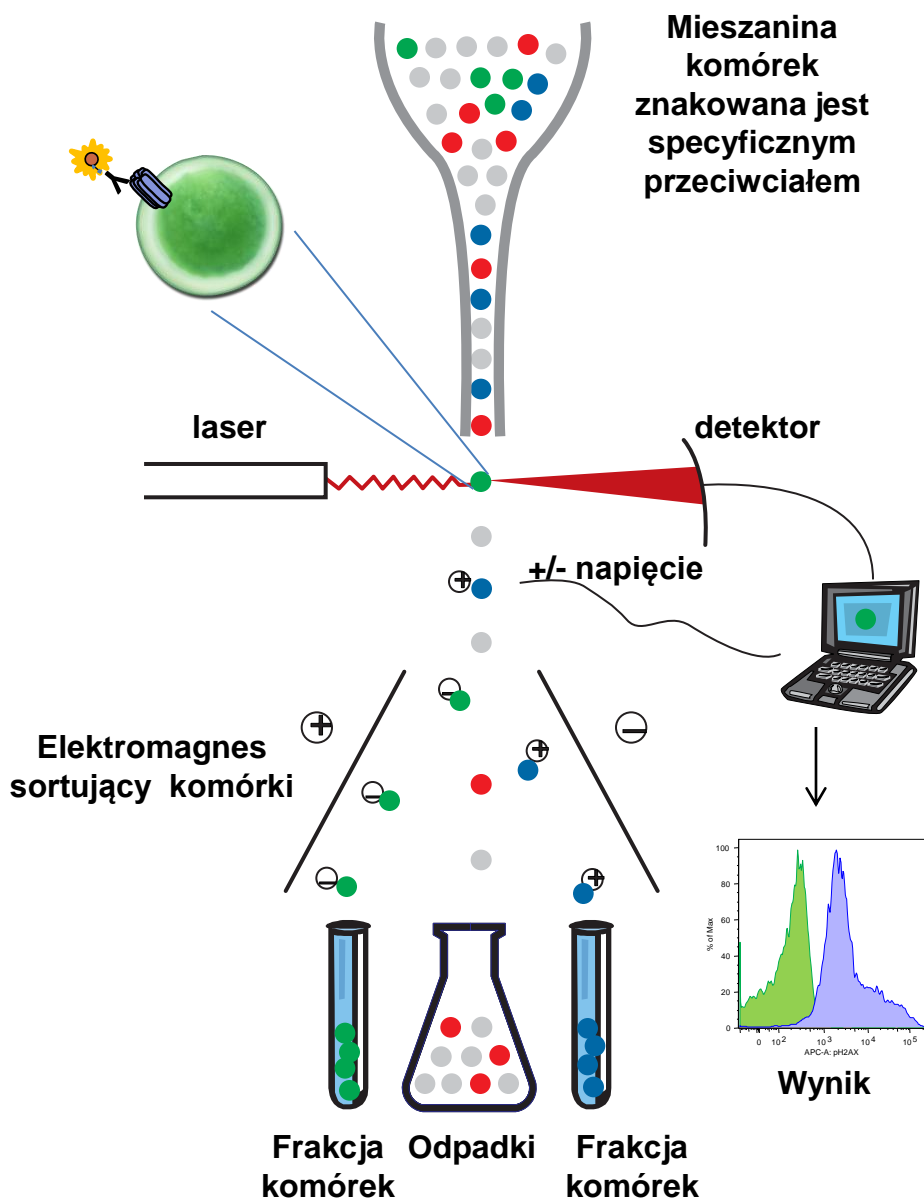 Mieszanina
komórek
znakowana jest
specyficznym
przeciwciałem
laser
detektor
+/- napięcie
+
−
−
+
+
−
Elektromagnes
sortujący komórki
−
−
+
100
80
60
40
20
0
% of Max
0 10² 10³ 10⁴ 10⁵
APC-A: pH2AX
Wynik
Frakcja
komórek
Odpadki
Frakcja
komórek